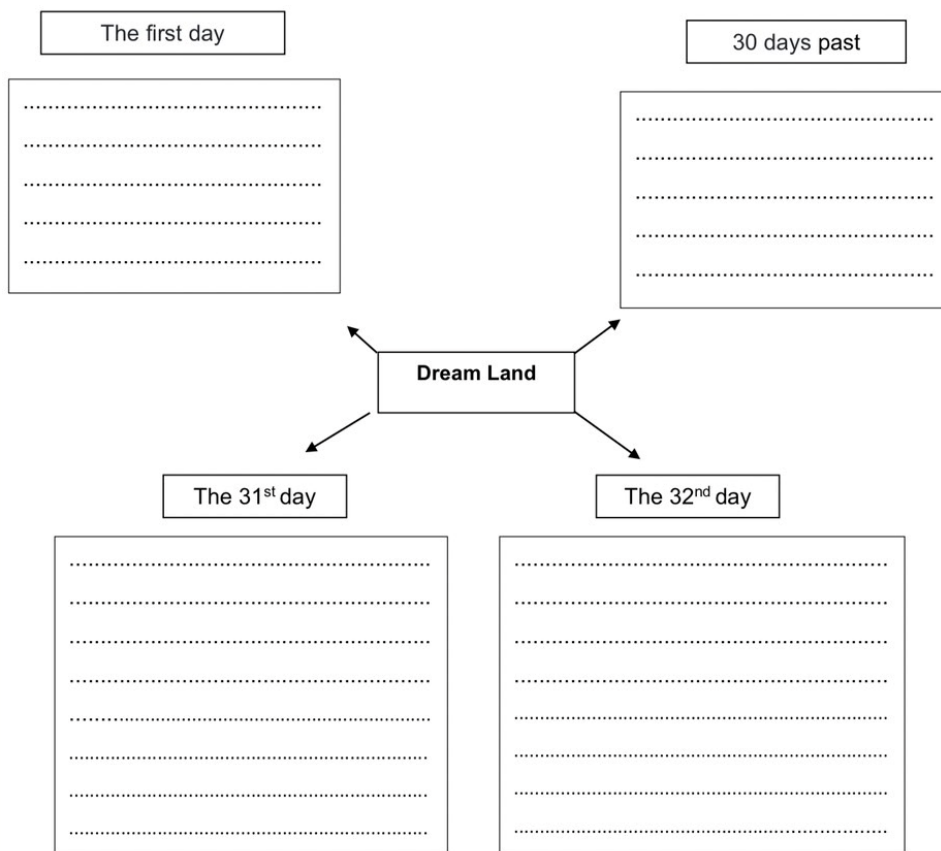 The first day
30 days past
Dream Land
The 31st day
The 32nd day